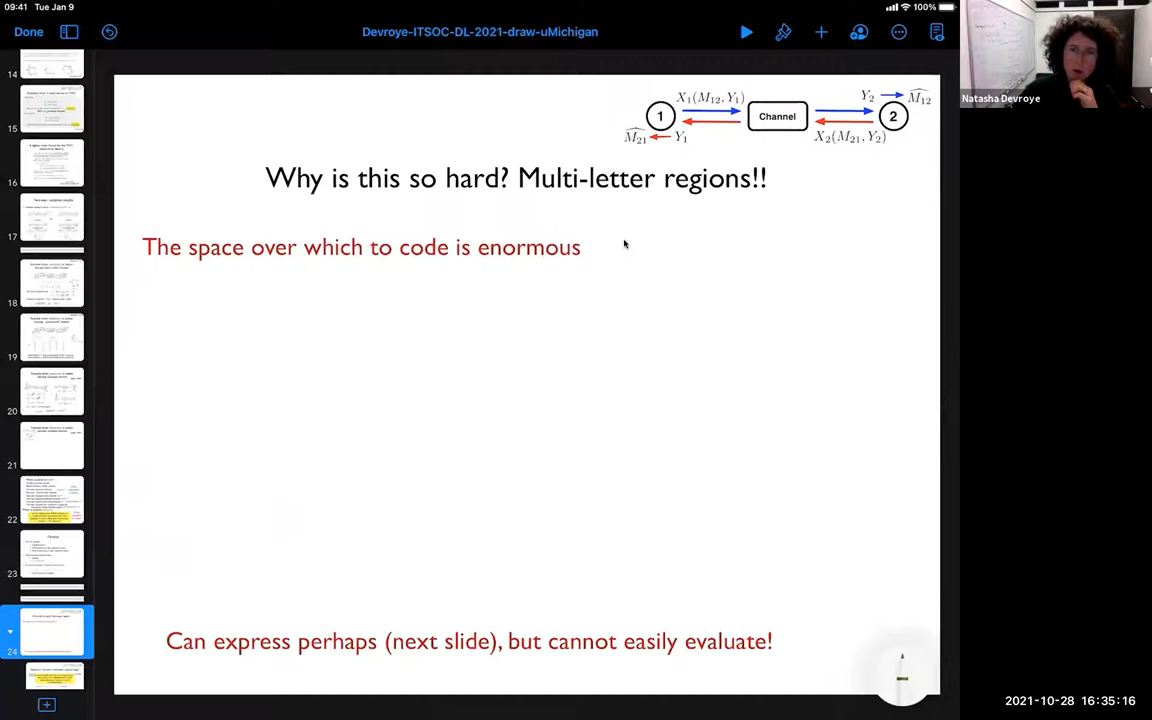 09:41 Tue Jan 9
100%
Done
Devroye-ITSOC-DL-2021-draw-uMichigan
Natasha Devroye
14
15
16
17
18
19
20
21
22
23
24
X₁(M₁₂, Y₁)
Y₂
M̂₁₂
1
Channel
2
M̂₂₁
Y₁
X₂(M₂₁, Y₂)
Why is this so hard? Multi-letter regions!!
The space over which to code is enormous
Can express perhaps (next slide), but cannot easily evaluate!
2021-10-28 16:35:16